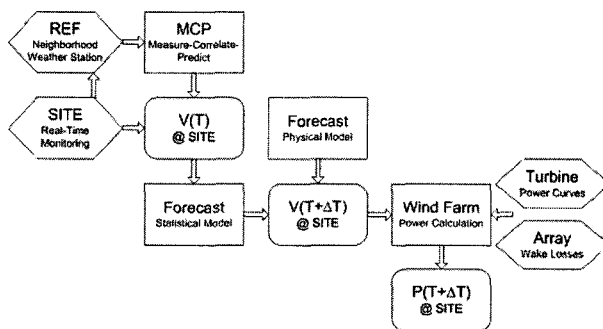 REF
Neighborhood
Weather Station
MCP
Measure-Correlate-
Predict
SITE
Real-Time
Monitoring
V(T)
@ SITE
Forecast
Physical Model
Forecast
Statistical Model
V(T+ΔT)
@ SITE
Wind Farm
Power Calculation
Turbine
Power Curves
Array
Wake Losses
P(T+ΔT)
@ SITE